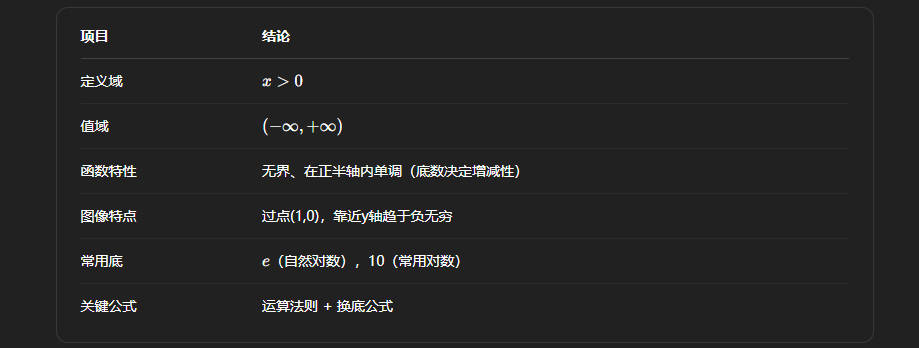 项目 结论
定义域 x > 0
值域 (−∞, +∞)
函数特性 无界、在正半轴内单调（底数决定增减性）
图像特点 过点(1,0)，靠近y轴趋于负无穷
常用底 e（自然对数），10（常用对数）
关键公式 运算法则 + 换底公式